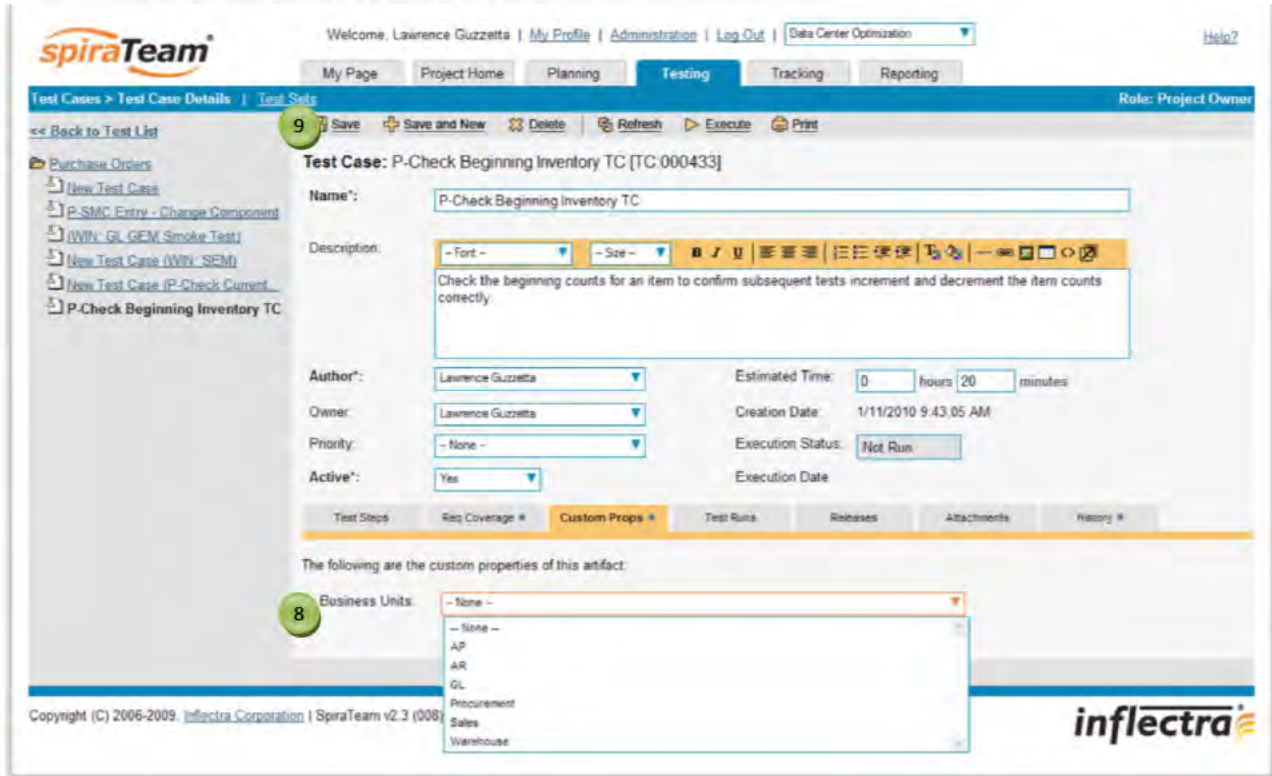 spiraTeam®
Welcome, Lawrence Guzzetta | My Profile | Administration | Log Out | Data Center Optimization
Help?
My Page Project Home Planning Testing Tracking Reporting
Test Cases > Test Case Details | Test Sets
Role: Project Owner
<< Back to Test List
9 Save Save and New Delete Refresh Execute Print
Purchase Orders
New Test Case
P-SMC Entry - Change Component
(WIN: GL GEM Smoke Test)
New Test Case (WIN: SEM)
New Test Case (P-Check Current...
P-Check Beginning Inventory TC
Test Case: P-Check Beginning Inventory TC [TC:000433]
Name*: P-Check Beginning Inventory TC
Description: -- Font -- -- Size -- B I U
Check the beginning counts for an item to confirm subsequent tests increment and decrement the item counts
correctly.
Author*: Lawrence Guzzetta Estimated Time: 0 hours 20 minutes
Owner: Lawrence Guzzetta Creation Date: 1/11/2010 9:43:05 AM
Priority: -- None -- Execution Status: Not Run
Active*: Yes Execution Date
Test Steps Req Coverage * Custom Props * Test Runs Releases Attachments History *
The following are the custom properties of this artifact:
8 Business Units: -- None --
-- None --
AP
AR
GL
Procurement
Sales
Warehouse
Copyright (C) 2006-2009, Inflectra Corporation | SpiraTeam v2.3 (008)
inflectra